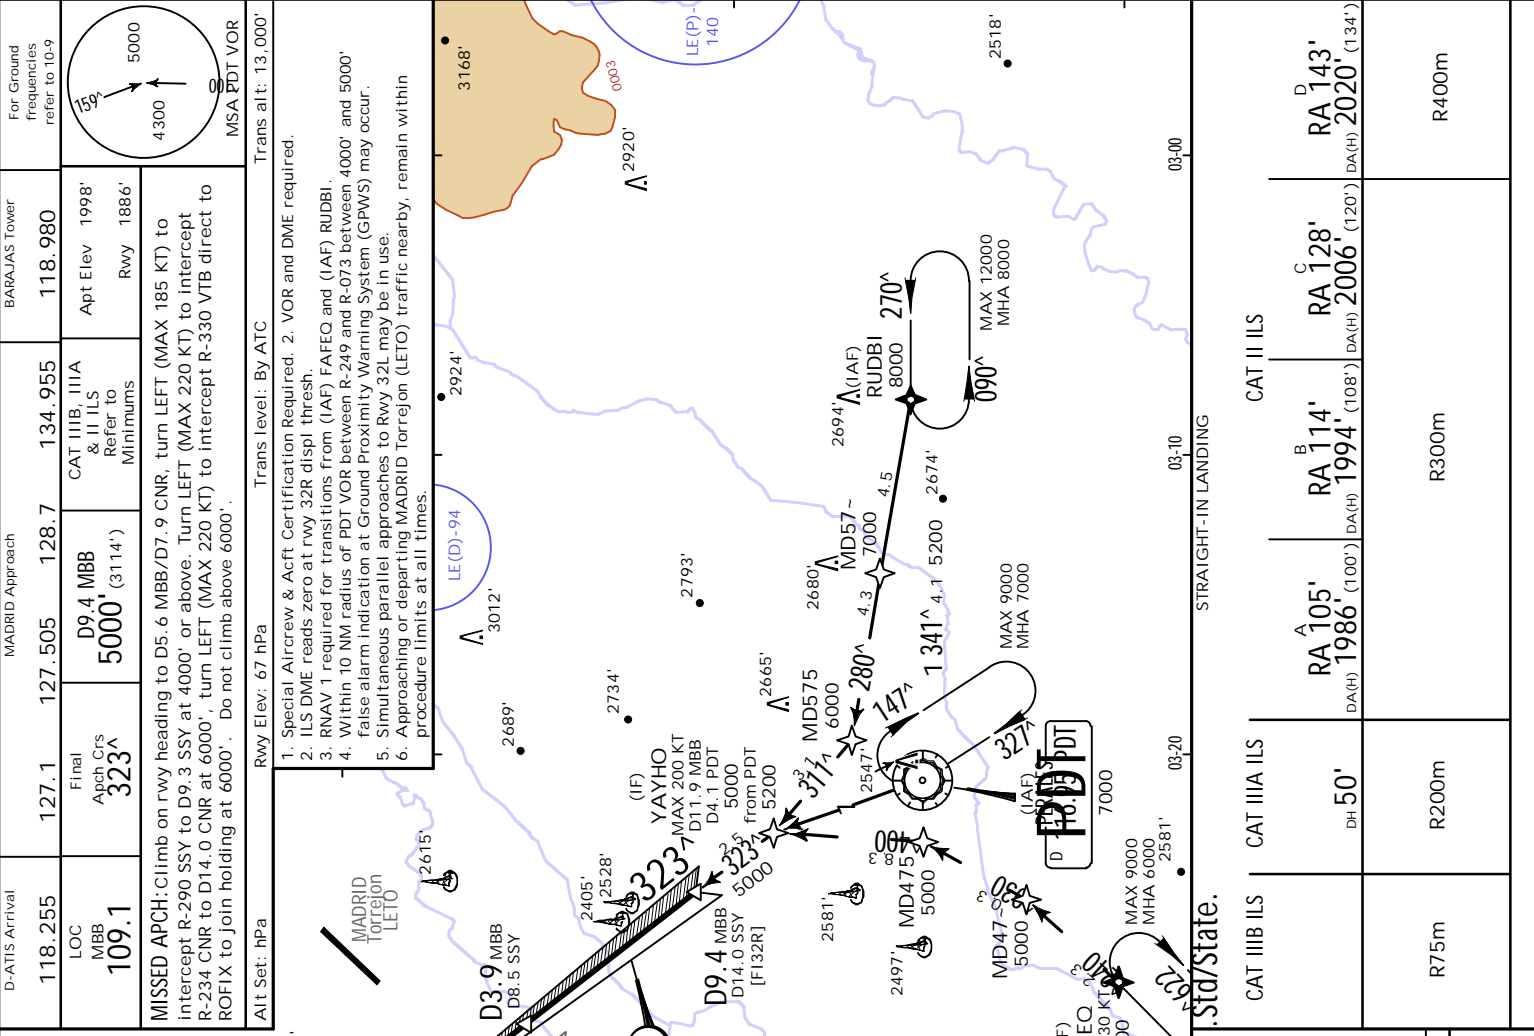 D-ATIS Arrival
118.255
MADRID Approach
127.1 127.505 128.7 134.955
BARAJAS Tower
118.980
For Ground
frequencies
refer to 10-9
LOC
MBB
109.1
Final
Apch Crs
323^
D9.4 MBB
5000' (3114')
CAT IIIB, IIIA
& II ILS
Refer to
Minimums
Apt Elev 1998'
Rwy 1886'
159^
5000
4300
MSA PDT VOR
MISSED APCH: Climb on rwy heading to D5.6 MBB/D7.9 CNR, turn LEFT (MAX 185 KT) to
intercept R-290 SSY to D9.3 SSY at 4000' or above. Turn LEFT (MAX 220 KT) to intercept
R-234 CNR to D14.0 CNR at 6000', turn LEFT (MAX 220 KT) to intercept R-330 VTB direct to
ROFIX to join holding at 6000'. Do not climb above 6000'.
Alt Set: hPa
Rwy Elev: 67 hPa
Trans level: By ATC
Trans alt: 13,000'
1. Special Aircrew & Acft Certification Required. 2. VOR and DME required.
2. ILS DME reads zero at rwy 32R displ thresh.
3. RNAV 1 required for transitions from (IAF) FAFEQ and (IAF) RUDBI.
4. Within 10 NM radius of PDT VOR between R-249 and R-073 between 4000' and 5000'
false alarm indication at Ground Proximity Warning System (GPWS) may occur.
5. Simultaneous parallel approaches to Rwy 32L may be in use.
6. Approaching or departing MADRID Torrejon (LETO) traffic nearby, remain within
procedure limits at all times.
3168'
LE(P)-
140
2518'
2920'
2924'
LE(D)-94
3012'
2793'
2734'
2689'
2665'
2615'
2528'
2405'
MADRID
Torrejon
LETO
2694'
(IAF)
RUDBI
8000
270^
090^
MAX 12000
MHA 8000
4.5
2674'
2680'
MD57~
7000
4.3
280^
1 341^ 4.1 5200
MAX 9000
MHA 7000
MD575
6000
147^
327^
311^
3.1
2547'
(IF)
YAYHO
MAX 200 KT
D11.9 MBB
D4.1 PDT
5000
from PDT
5200
2.5
323^
5000
323^
(IAF)
PDT
7000
2581'
MD475
5000
2581'
2497'
MD47~
5000
MAX 9000
MHA 6000
D9.4 MBB
D14.0 SSY
[FI32R]
D3.9 MBB
D8.5 SSY
03-00
03-10
03-20
.Std/State.
STRAIGHT-IN LANDING
CAT IIIB ILS
CAT IIIA ILS
CAT II ILS
DH 50'
A
RA 105'
DA(H) 1986' (100')
B
RA 114'
DA(H) 1994' (108')
C
RA 128'
DA(H) 2006' (120')
D
RA 143'
DA(H) 2020' (134')
R75m
R200m
R300m
R400m